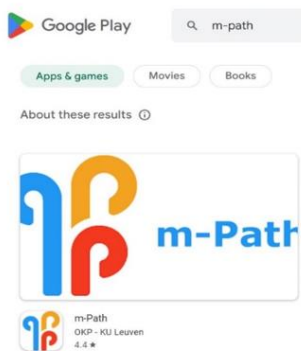 Google Play
m-path
Apps & games Movies Books
About these results
m-Path
m-Path
OKP - KU Leuven
4.4 ★